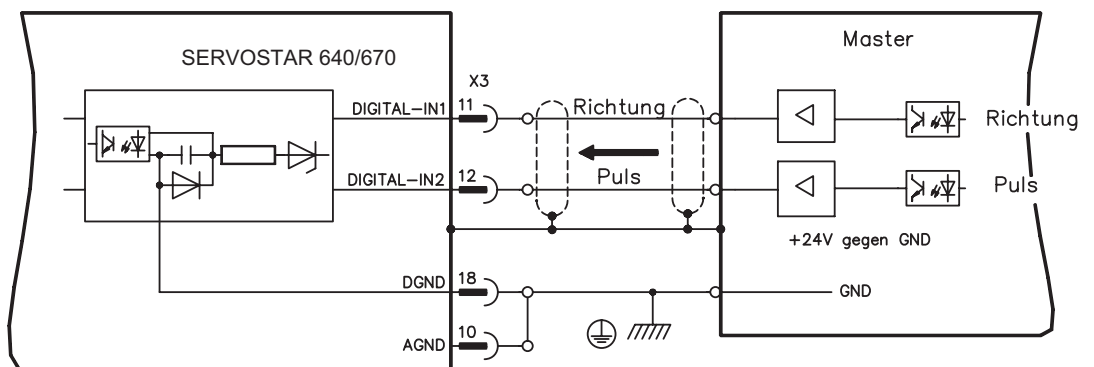 SERVOSTAR 640/670
Master
X3
DIGITAL-IN1
11
Richtung
Richtung
DIGITAL-IN2
12
Puls
Puls
+24V gegen GND
DGND
18
GND
AGND
10